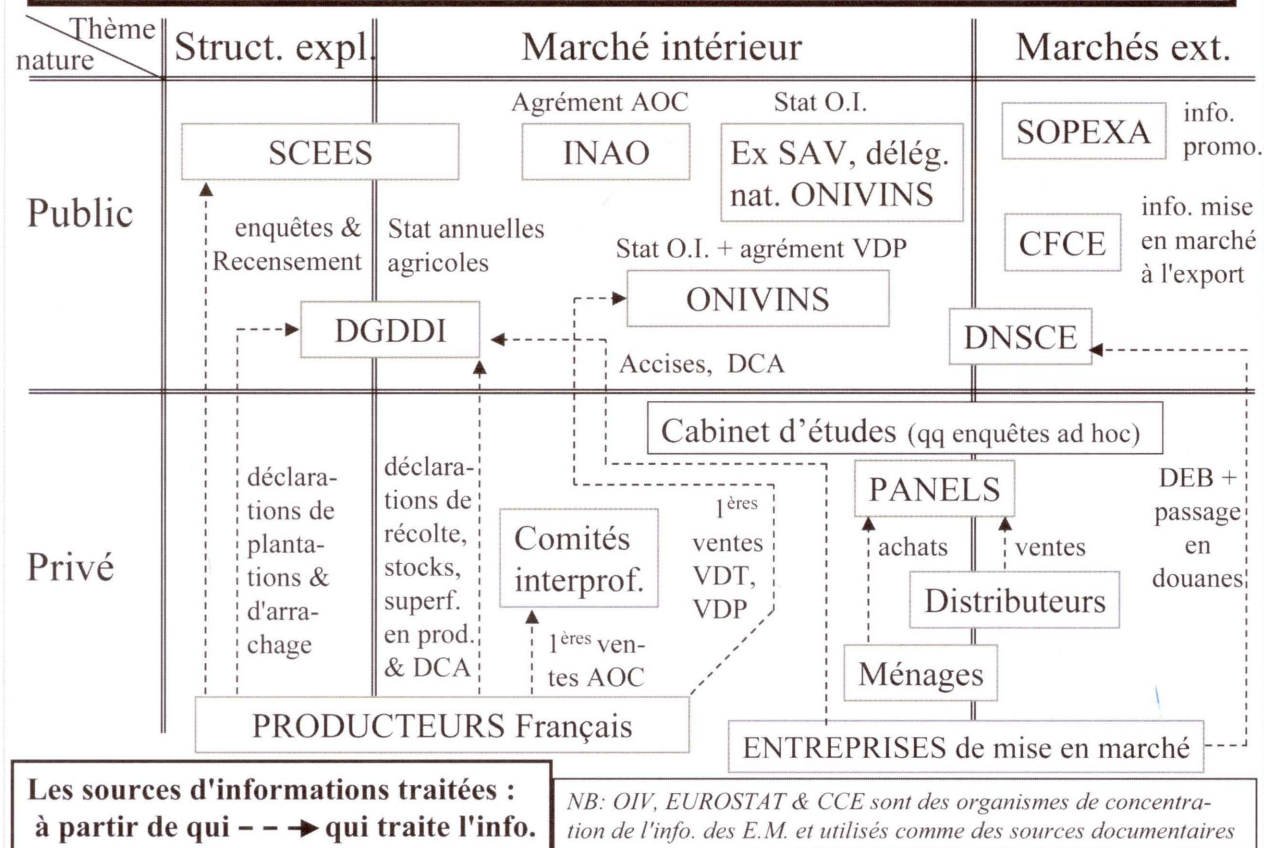 Thème
nature
Struct. expl.
Marché intérieur
Marchés ext.
Public
SCEES
Agrément AOC
INAO
Stat O.I.
Ex SAV, délég.
nat. ONIVINS
SOPEXA
info.
promo.
enquêtes &
Recensement
Stat annuelles
agricoles
Stat O.I. + agrément VDP
ONIVINS
CFCE
info. mise
en marché
à l'export
DGDDI
Accises, DCA
DNSCE
Privé
Cabinet d'études (qq enquêtes ad hoc)
déclara-
tions de
planta-
tions &
d'arra-
chage
déclara-
tions de
récolte,
stocks,
superf.
en prod.
& DCA
Comités
interprof.
1ères ven-
tes AOC
1ères
ventes
VDT,
VDP
PANELS
achats
ventes
Distributeurs
Ménages
DEB +
passage
en
douanes
PRODUCTEURS Français
ENTREPRISES de mise en marché
Les sources d'informations traitées :
à partir de qui - - → qui traite l'info.
NB: OIV, EUROSTAT & CCE sont des organismes de concentra-
tion de l'info. des E.M. et utilisés comme des sources documentaires